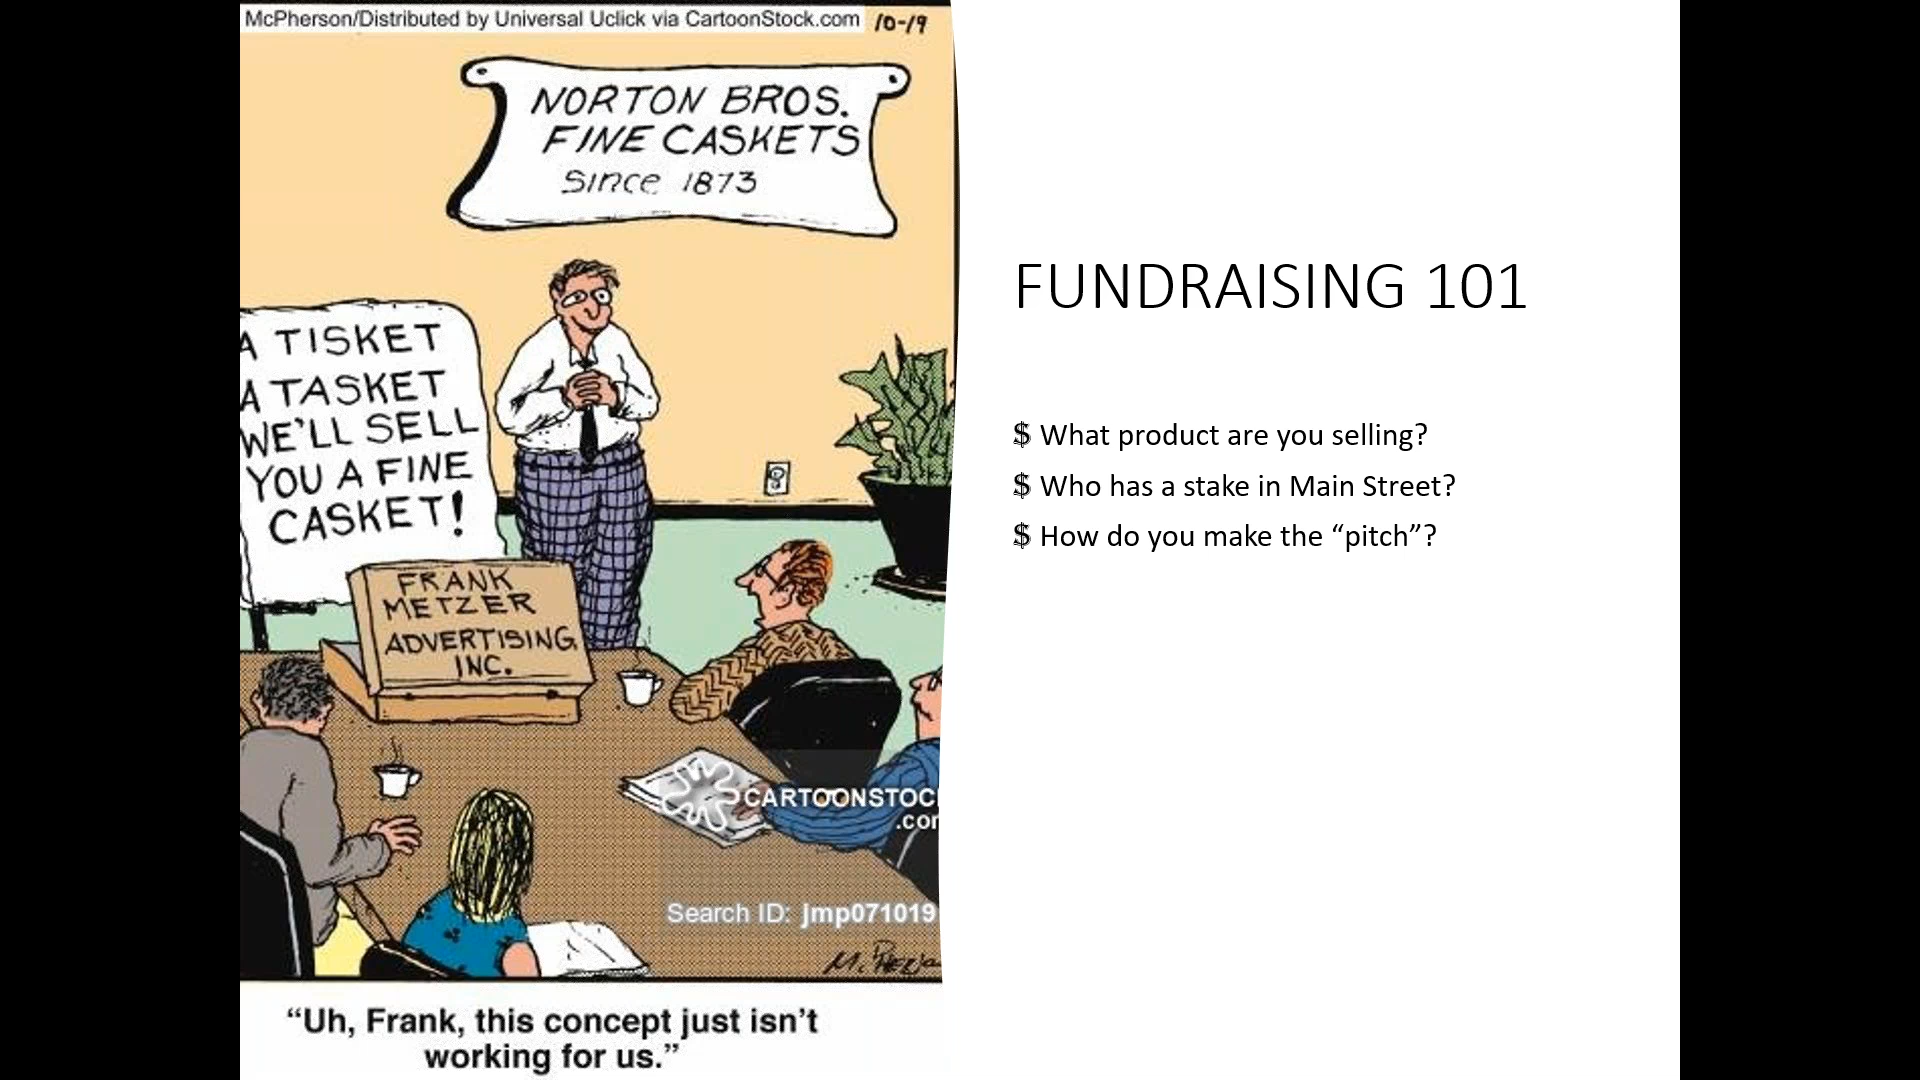 McPherson/Distributed by Universal Uclick via CartoonStock.com
10-19
NORTON BROS.
FINE CASKETS
since 1873
A TISKET
A TASKET
WE'LL SELL
YOU A FINE
CASKET!
FRANK
METZER
ADVERTISING
INC.
CARTOONSTOC
.com
Search ID: jmp071019
“Uh, Frank, this concept just isn’t
working for us.”
FUNDRAISING 101
$ What product are you selling?
$ Who has a stake in Main Street?
$ How do you make the “pitch”?